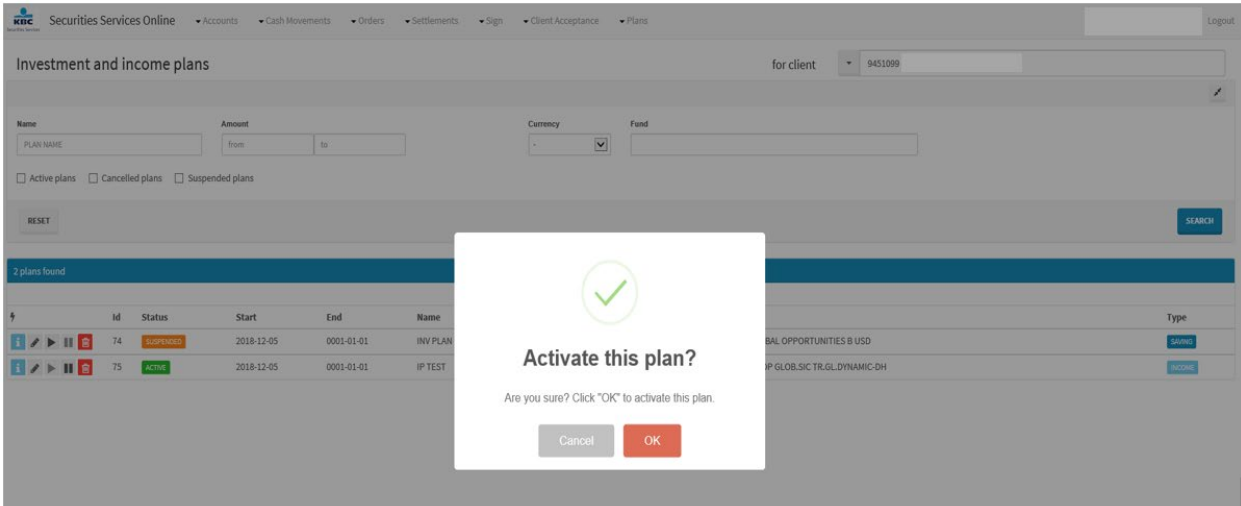 KBC
Securities Services
Securities Services Online Accounts Cash Movements Orders Settlements Sign Client Acceptance Plans Logout
Investment and income plans for client 9451099
Name Amount Currency Fund
PLAN NAME from to -
Active plans Cancelled plans Suspended plans
RESET SEARCH
2 plans found
Id Status Start End Name Type
74 SUSPENDED 2018-12-05 0001-01-01 INV PLAN BAL OPPORTUNITIES B USD SAVING
75 ACTIVE 2018-12-05 0001-01-01 IP TEST OP GLOB.SIC TR.GL.DYNAMIC-DH INCOME
Activate this plan?
Are you sure? Click "OK" to activate this plan.
Cancel OK